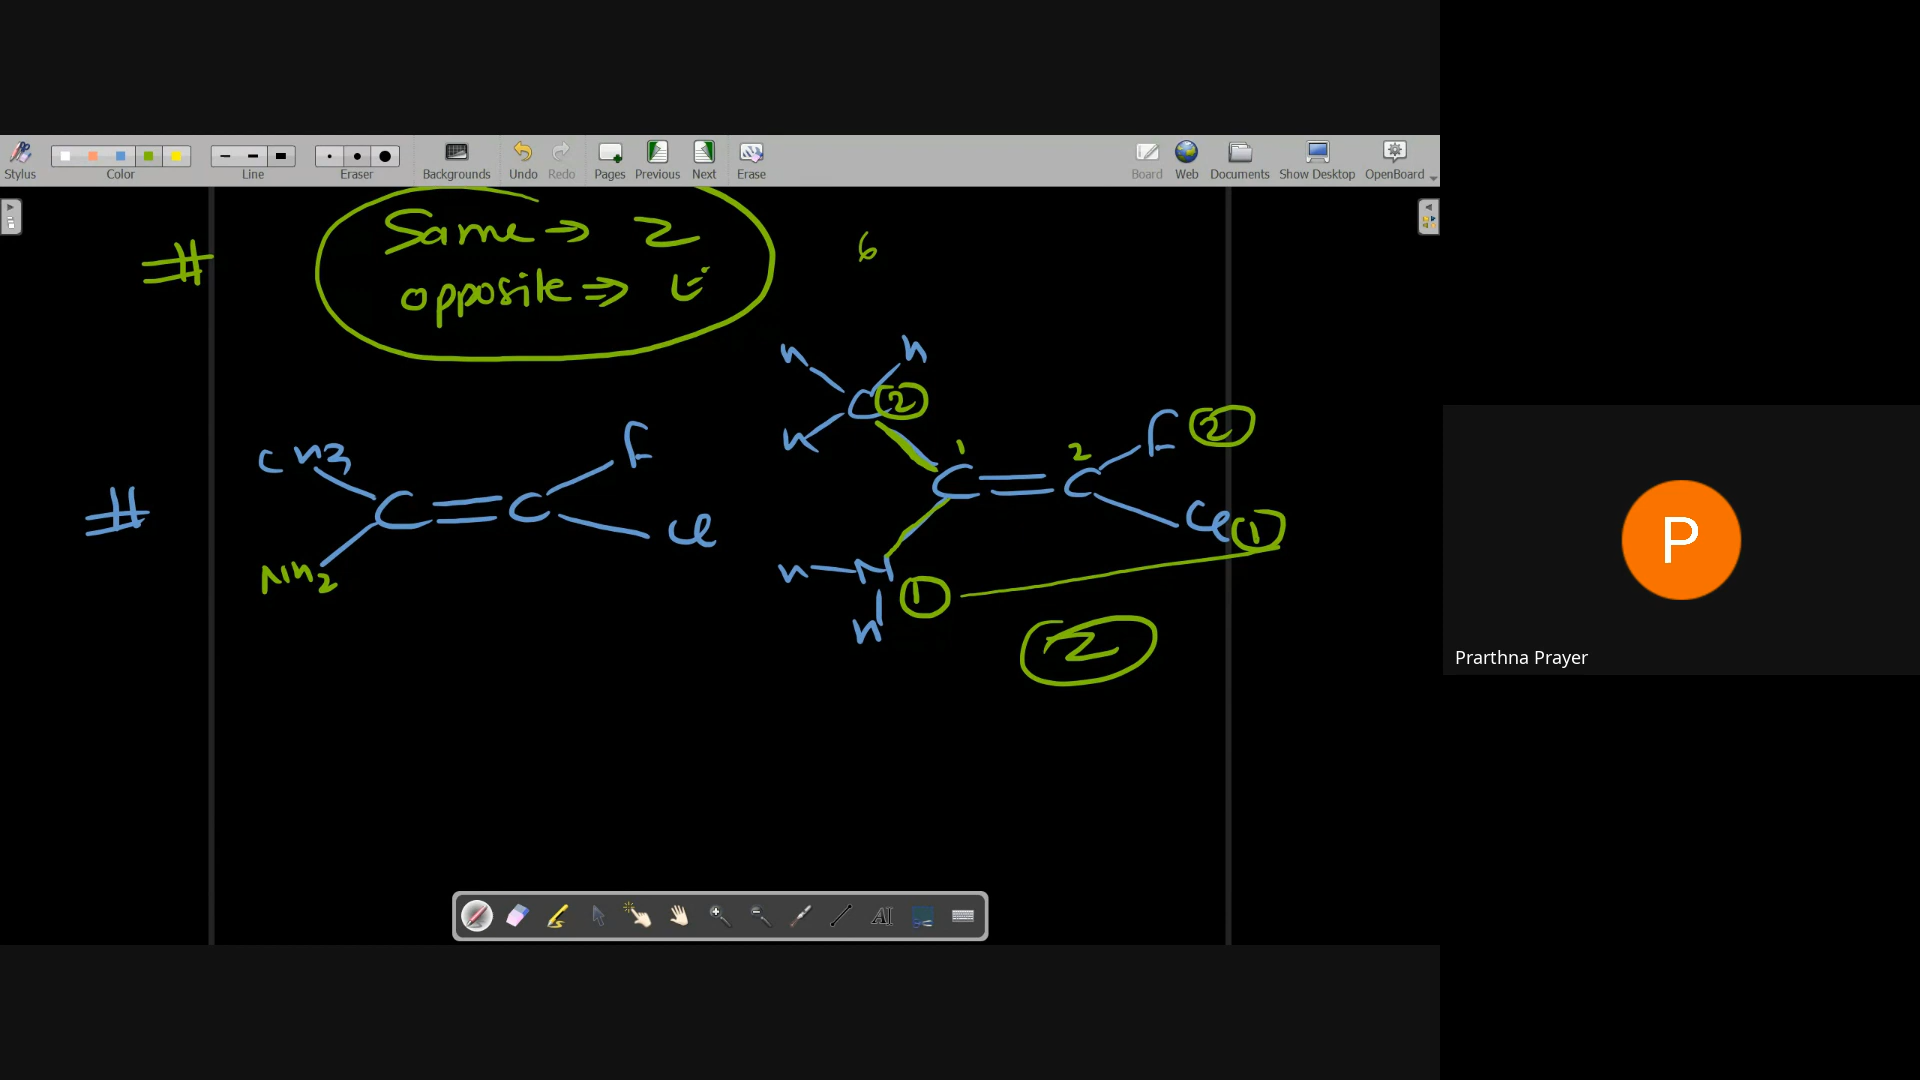 Stylus
Color
Line
Eraser
Backgrounds
Undo
Redo
Pages
Previous
Next
Erase
Board
Web
Documents
Show Desktop
OpenBoard
Same ⇒ Z
opposite ⇒ E
6
#
#
CH3
F
C = C
NH2
Cl
H
H
C ②
H
1
2
F ②
C = C
Cl ①
H
N ①
H
Z
P
Prarthna Prayer
AI